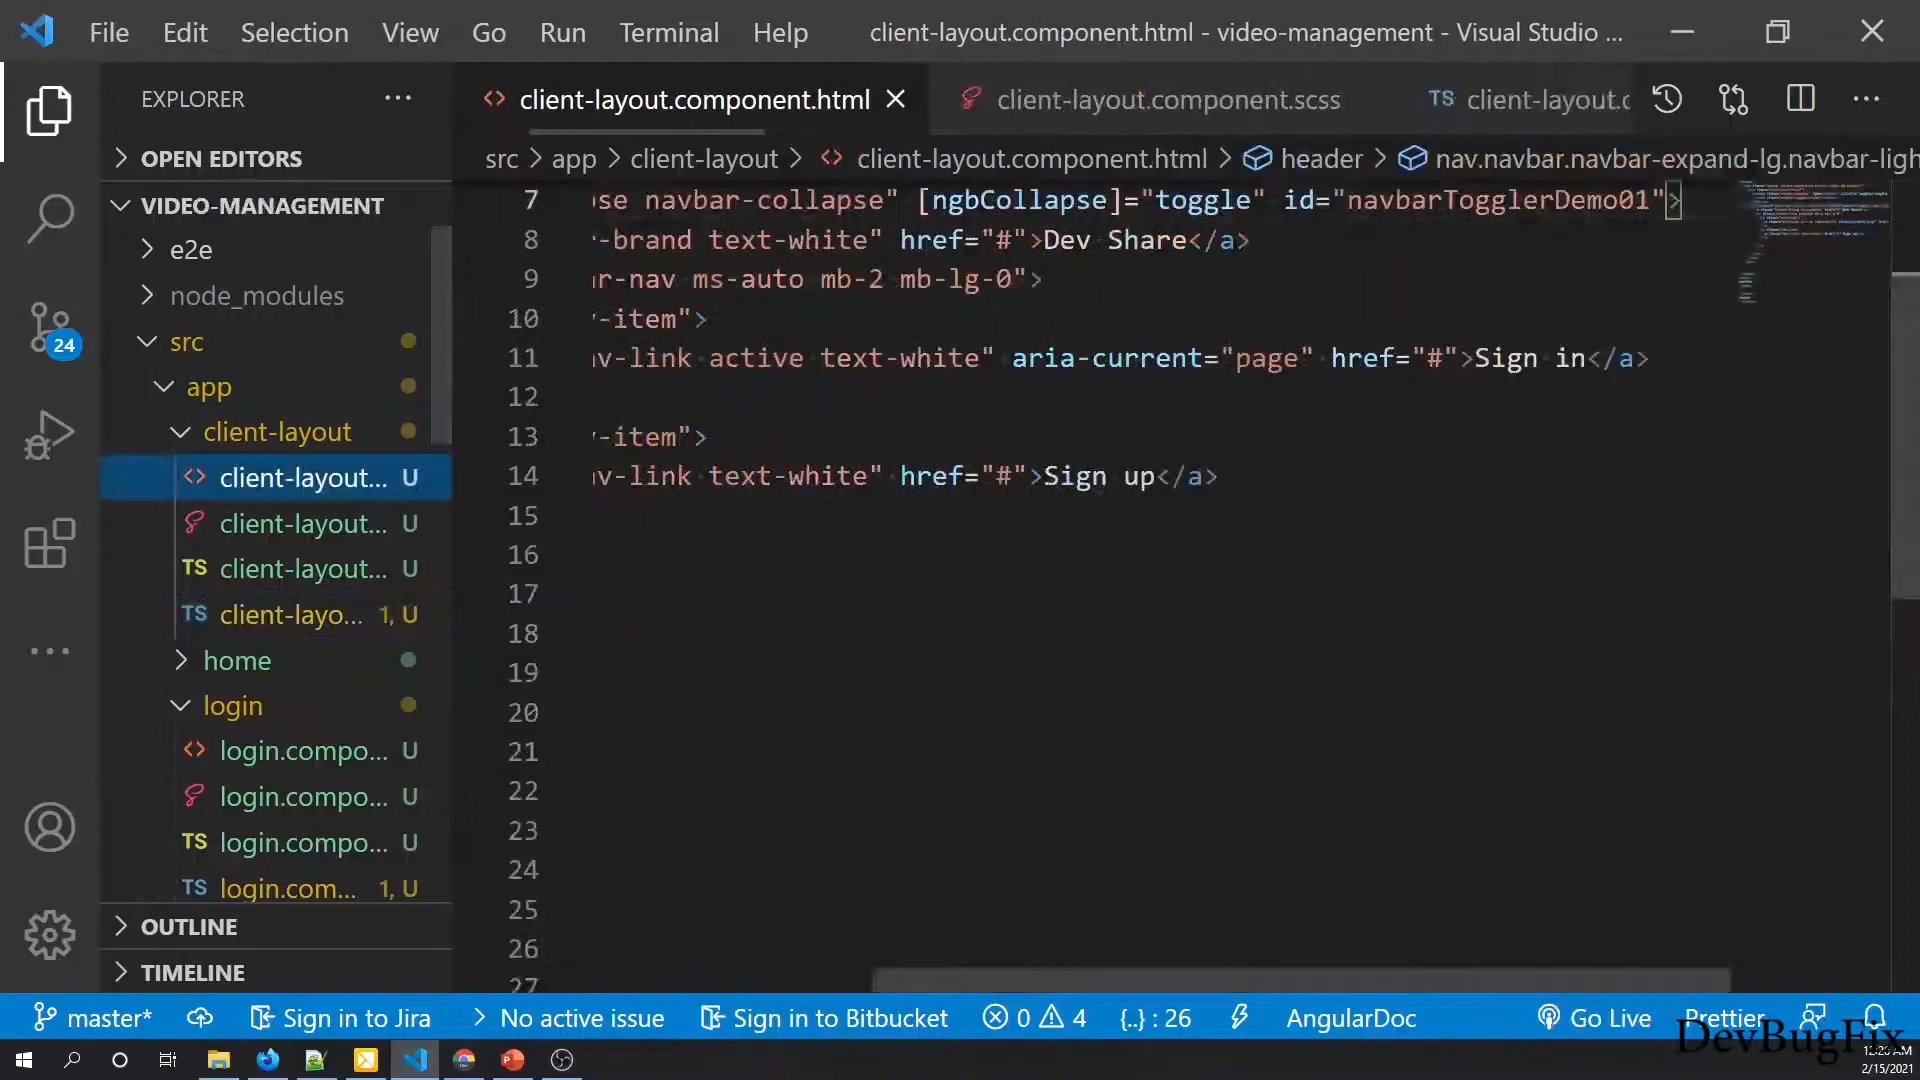 File Edit Selection View Go Run Terminal Help client-layout.component.html - video-management - Visual Studio ...
EXPLORER
client-layout.component.html
client-layout.component.scss
TS client-layout.c
OPEN EDITORS
src > app > client-layout > client-layout.component.html > header > nav.navbar.navbar-expand-lg.navbar-ligh
VIDEO-MANAGEMENT
e2e
node_modules
src
app
client-layout
client-layout... U
client-layout... U
TS client-layout... U
TS client-layo... 1, U
home
login
login.compo... U
login.compo... U
TS login.compo... U
TS login.com... 1, U
OUTLINE
TIMELINE
7 se navbar-collapse" [ngbCollapse]="toggle" id="navbarTogglerDemo01">
8 -brand text-white" href="#">Dev Share</a>
9 r-nav ms-auto mb-2 mb-lg-0">
10 -item">
11 v-link active text-white" aria-current="page" href="#">Sign in</a>
12
13 -item">
14 v-link text-white" href="#">Sign up</a>
15
16
17
18
19
20
21
22
23
24
25
26
27
24
master* Sign in to Jira No active issue Sign in to Bitbucket 0 4 {..} : 26 AngularDoc Go Live Prettier
DevBugFix
12:20 AM
2/15/2021